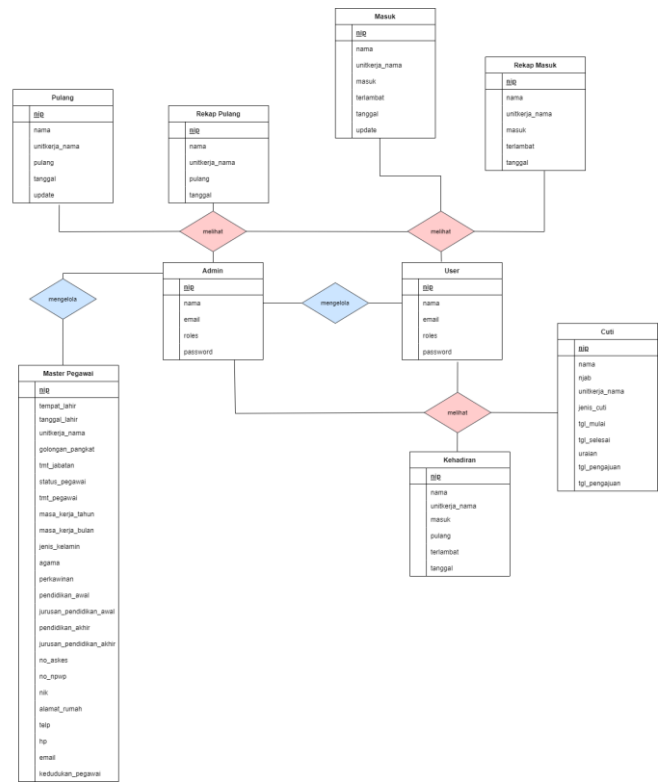 Masuk
nip
nama
unitkerja_nama
masuk
terlambat
tanggal
update
Rekap Masuk
nip
nama
unitkerja_nama
masuk
terlambat
tanggal
Pulang
nip
nama
unitkerja_nama
pulang
tanggal
update
Rekap Pulang
nip
nama
unitkerja_nama
pulang
tanggal
melihat
melihat
Admin
nip
nama
email
roles
password
mengelola
mengelola
User
nip
nama
email
roles
password
Cuti
nip
nama
njab
unitkerja_nama
jenis_cuti
tgl_mulai
tgl_selesai
uraian
tgl_pengajuan
tgl_pengajuan
melihat
Master Pegawai
nip
tempat_lahir
tanggal_lahir
unitkerja_nama
golongan_pangkat
tmt_jabatan
status_pegawai
tmt_pegawai
masa_kerja_tahun
masa_kerja_bulan
jenis_kelamin
agama
perkawinan
pendidikan_awal
jurusan_pendidikan_awal
pendidikan_akhir
jurusan_pendidikan_akhir
no_askes
no_npwp
nik
alamat_rumah
telp
hp
email
kedudukan_pegawai
Kehadiran
nip
nama
unitkerja_nama
masuk
pulang
terlambat
tanggal